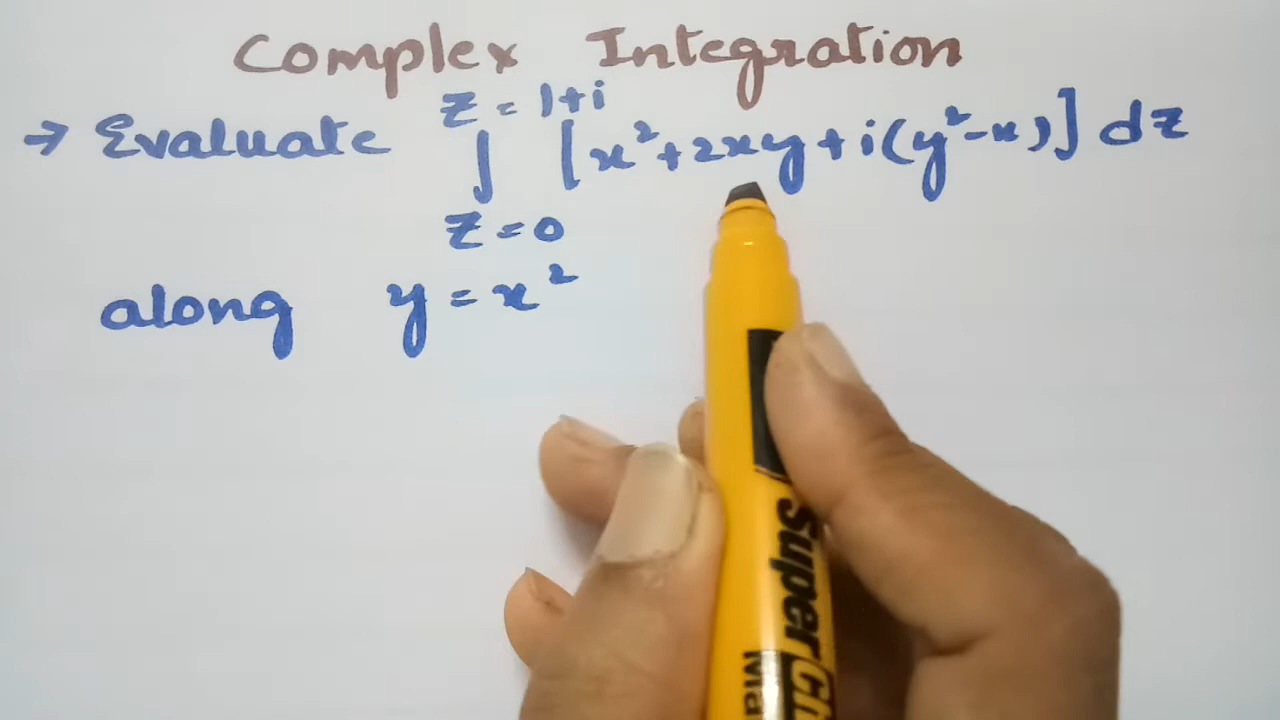 Complex Integration
→ Evaluate ∫_{z=0}^{z=1+i} [x²+2xy+i(y²-x)] dz
along y = x²
Super